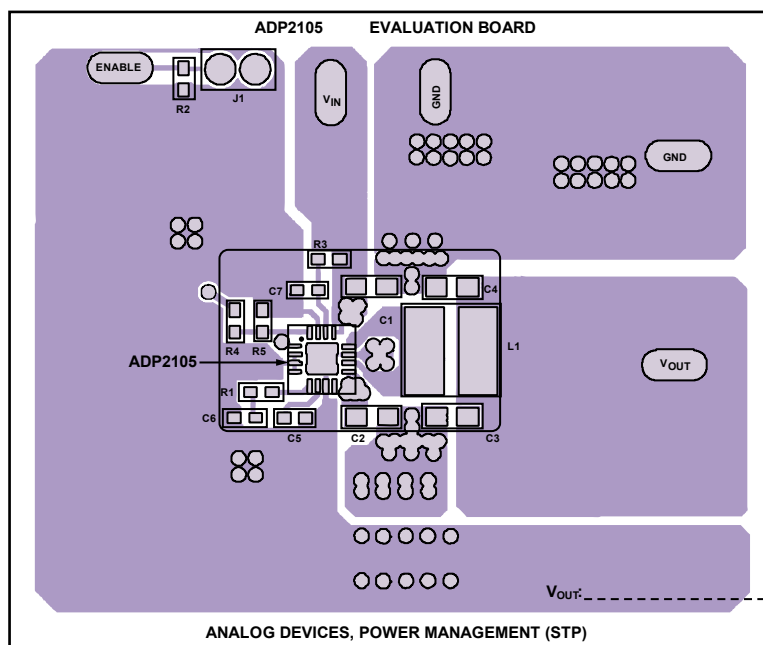 ADP2105 EVALUATION BOARD
ENABLE
R2
J1
VIN
GND
GND
R3
C7
C4
C1
R4
R5
L1
ADP2105
VOUT
R1
C6
C5
C2
C3
VOUT:
ANALOG DEVICES, POWER MANAGEMENT (STP)